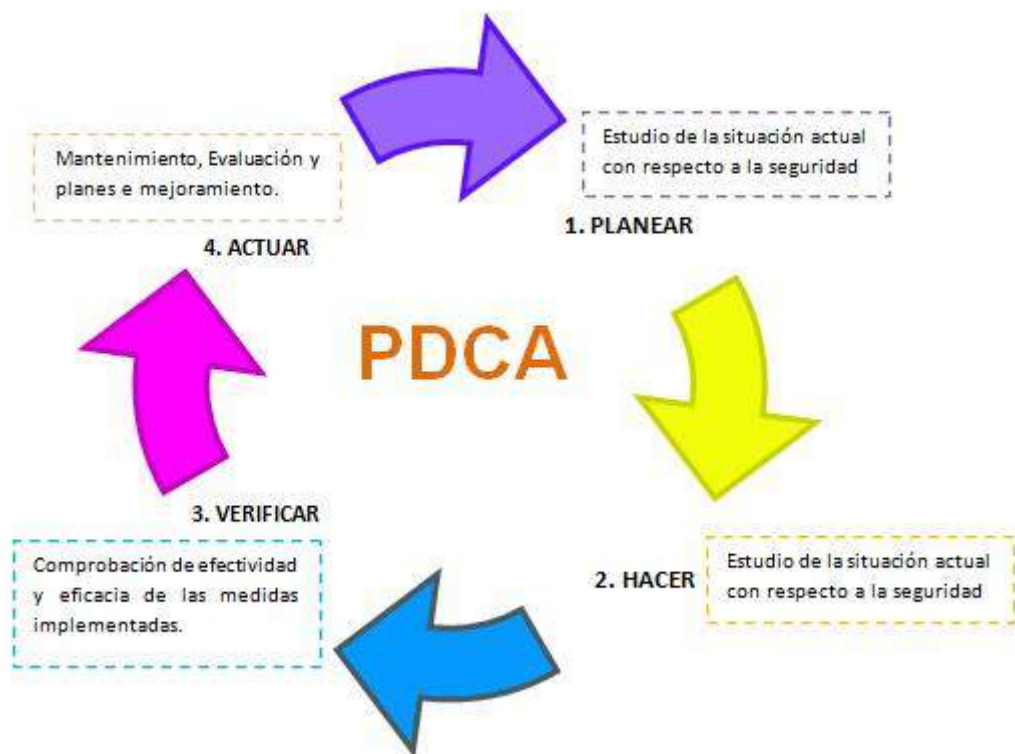 Mantenimiento, Evaluación y
planes e mejoramiento.
4. ACTUAR
Estudio de la situación actual
con respecto a la seguridad
1. PLANEAR
PDCA
3. VERIFICAR
Comprobación de efectividad
y eficacia de las medidas
implementadas.
2. HACER
Estudio de la situación actual
con respecto a la seguridad